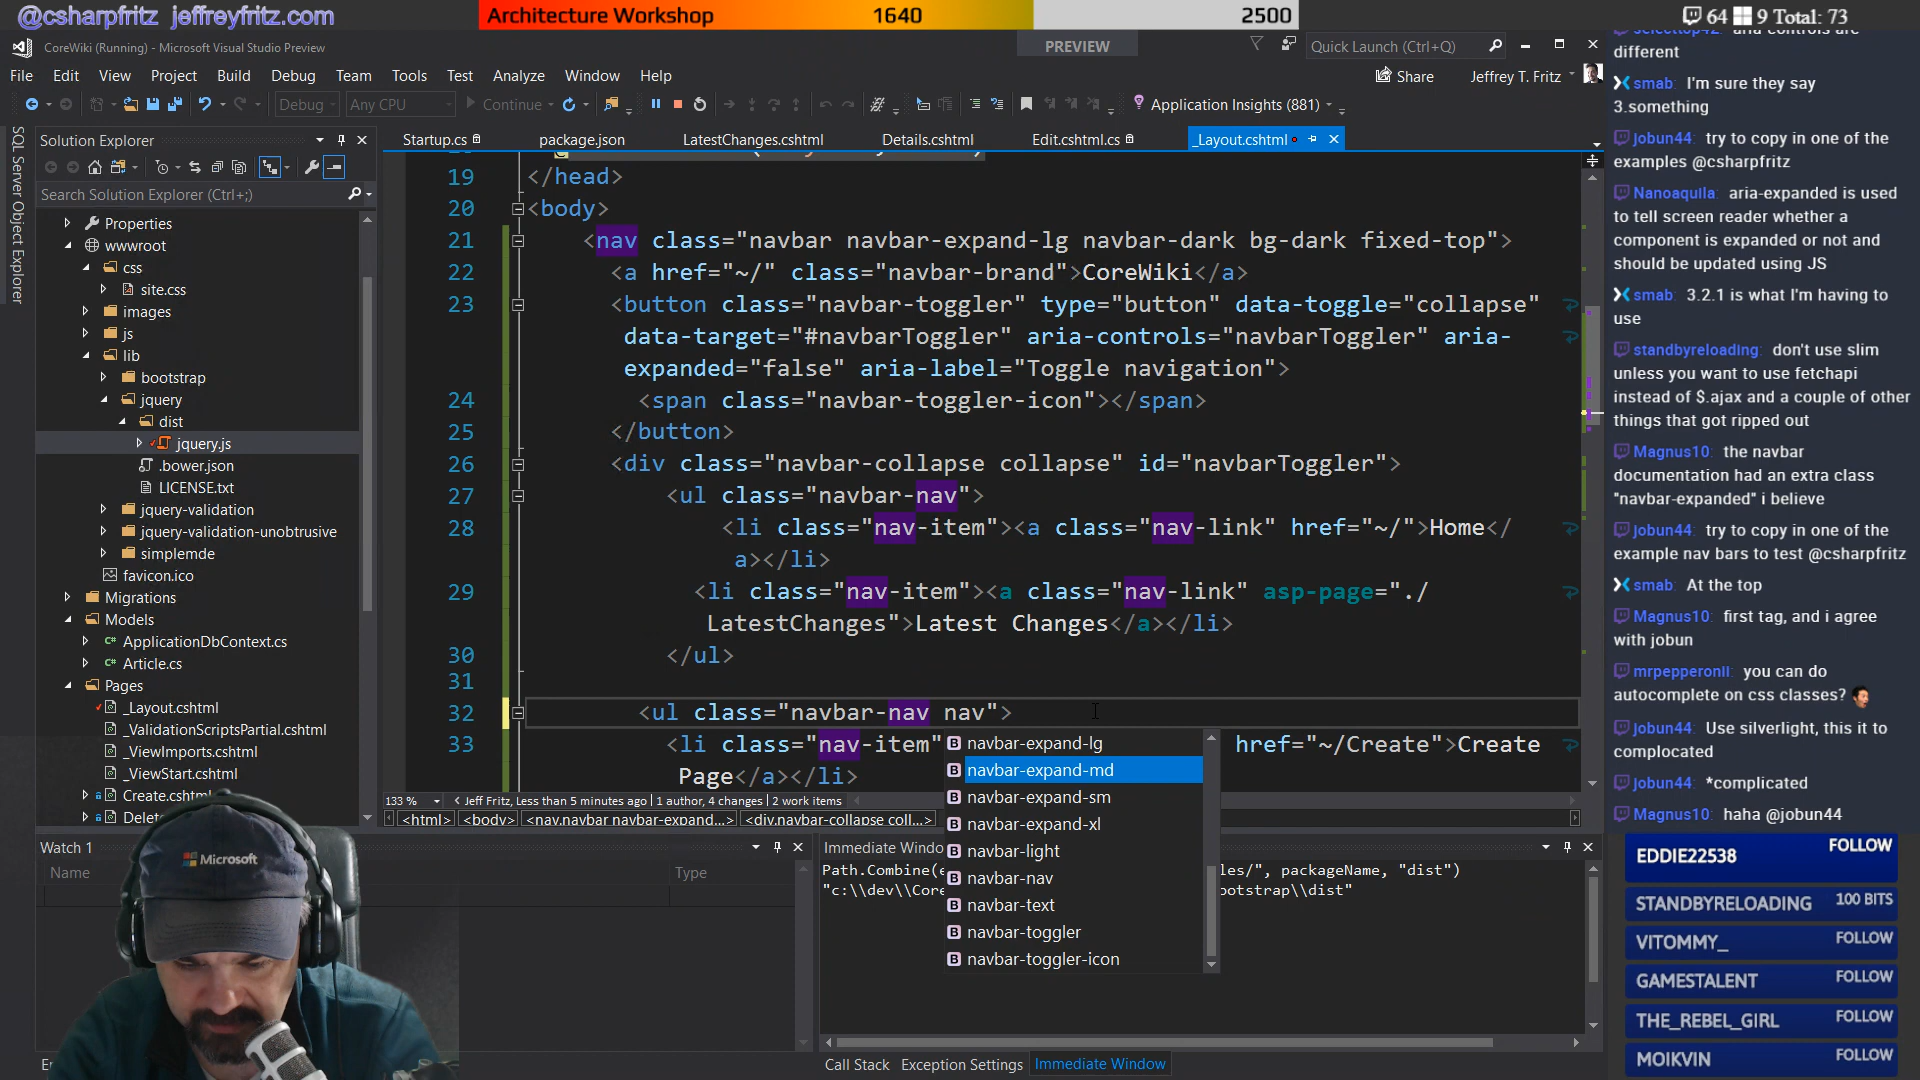 @csharpfritz jeffreyfritz.com
Architecture Workshop 1640 2500
64 9 Total: 73
CoreWiki (Running) - Microsoft Visual Studio Preview
PREVIEW
Quick Launch (Ctrl+Q)
File Edit View Project Build Debug Team Tools Test Analyze Window Help
Share Jeffrey T. Fritz
Debug Any CPU Continue Application Insights (881)
SQL Server Object Explorer
Solution Explorer
Search Solution Explorer (Ctrl+;)
Properties
wwwroot
css
site.css
images
js
lib
bootstrap
jquery
dist
jquery.js
.bower.json
LICENSE.txt
jquery-validation
jquery-validation-unobtrusive
simplemde
favicon.ico
Migrations
Models
ApplicationDbContext.cs
Article.cs
Pages
_Layout.cshtml
_ValidationScriptsPartial.cshtml
_ViewImports.cshtml
_ViewStart.cshtml
Create.cshtml
Delet
Startup.cs package.json LatestChanges.cshtml Details.cshtml Edit.cshtml.cs _Layout.cshtml
19 </head>
20 <body>
21 <nav class="navbar navbar-expand-lg navbar-dark bg-dark fixed-top">
22 <a href="~/" class="navbar-brand">CoreWiki</a>
23 <button class="navbar-toggler" type="button" data-toggle="collapse"
data-target="#navbarToggler" aria-controls="navbarToggler" aria-
expanded="false" aria-label="Toggle navigation">
24 <span class="navbar-toggler-icon"></span>
25 </button>
26 <div class="navbar-collapse collapse" id="navbarToggler">
27 <ul class="navbar-nav">
28 <li class="nav-item"><a class="nav-link" href="~/">Home</
a></li>
29 <li class="nav-item"><a class="nav-link" asp-page="./
LatestChanges">Latest Changes</a></li>
30 </ul>
31
32 <ul class="navbar-nav nav">
33 <li class="nav-item" href="~/Create">Create
Page</a></li>
navbar-expand-lg
navbar-expand-md
navbar-expand-sm
navbar-expand-xl
navbar-light
navbar-nav
navbar-text
navbar-toggler
navbar-toggler-icon
133 % Jeff Fritz, Less than 5 minutes ago | 1 author, 4 changes | 2 work items
<html> <body> <nav.navbar navbar-expand...> <div.navbar-collapse coll...>
Watch 1
Name Type
Immediate Windo
Path.Combine(e les/", packageName, "dist")
"c:\\dev\\Core ootstrap\\dist"
Call Stack Exception Settings Immediate Window
Microsoft
different
smab: I'm sure they say
3.something
jobun44: try to copy in one of the
examples @csharpfritz
Nanoaquila: aria-expanded is used
to tell screen reader whether a
component is expanded or not and
should be updated using JS
smab: 3.2.1 is what I'm having to
use
standbyreloading: don't use slim
unless you want to use fetchapi
instead of $.ajax and a couple of other
things that got ripped out
Magnus10: the navbar
documentation had an extra class
"navbar-expanded" i believe
jobun44: try to copy in one of the
example nav bars to test @csharpfritz
smab: At the top
Magnus10: first tag, and i agree
with jobun
mrpepperonii: you can do
autocomplete on css classes?
Jobun44: Use silverlight, this it to
complocated
Jobun44: *complicated
Magnus10: haha @jobun44
EDDIE22538 FOLLOW
STANDBYRELOADING 100 BITS
VITOMMY_ FOLLOW
GAMESTALENT FOLLOW
THE_REBEL_GIRL FOLLOW
MOIKVIN FOLLOW